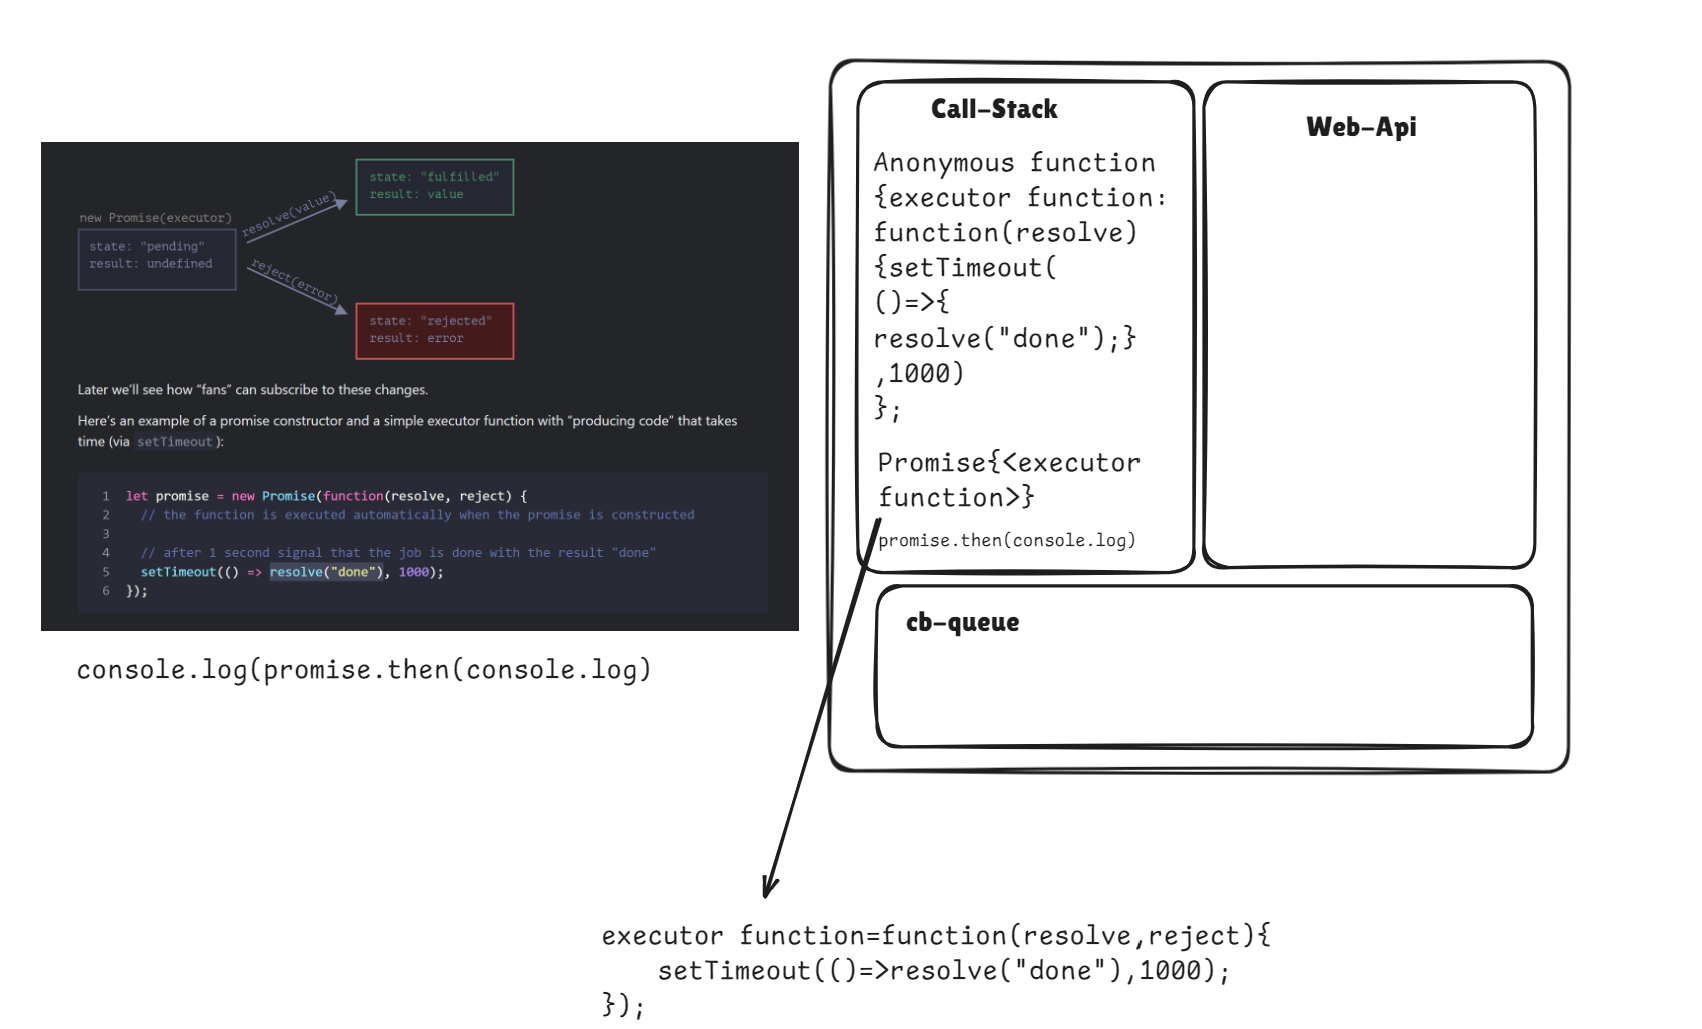 new Promise(executor)
state: "pending"
result: undefined
resolve(value)
state: "fulfilled"
result: value
reject(error)
state: "rejected"
result: error
Later we'll see how “fans” can subscribe to these changes.
Here's an example of a promise constructor and a simple executor function with “producing code” that takes
time (via setTimeout):
1 let promise = new Promise(function(resolve, reject) {
2 // the function is executed automatically when the promise is constructed
3
4 // after 1 second signal that the job is done with the result "done"
5 setTimeout(() => resolve("done"), 1000);
6 });
console.log(promise.then(console.log)
Call-Stack
Anonymous function
{executor function:
function(resolve)
{setTimeout(
()=>{
resolve("done");}
,1000)
};
Promise{<executor
function>}
promise.then(console.log)
Web-Api
cb-queue
executor function=function(resolve,reject){
setTimeout(()=>resolve("done"),1000);
});